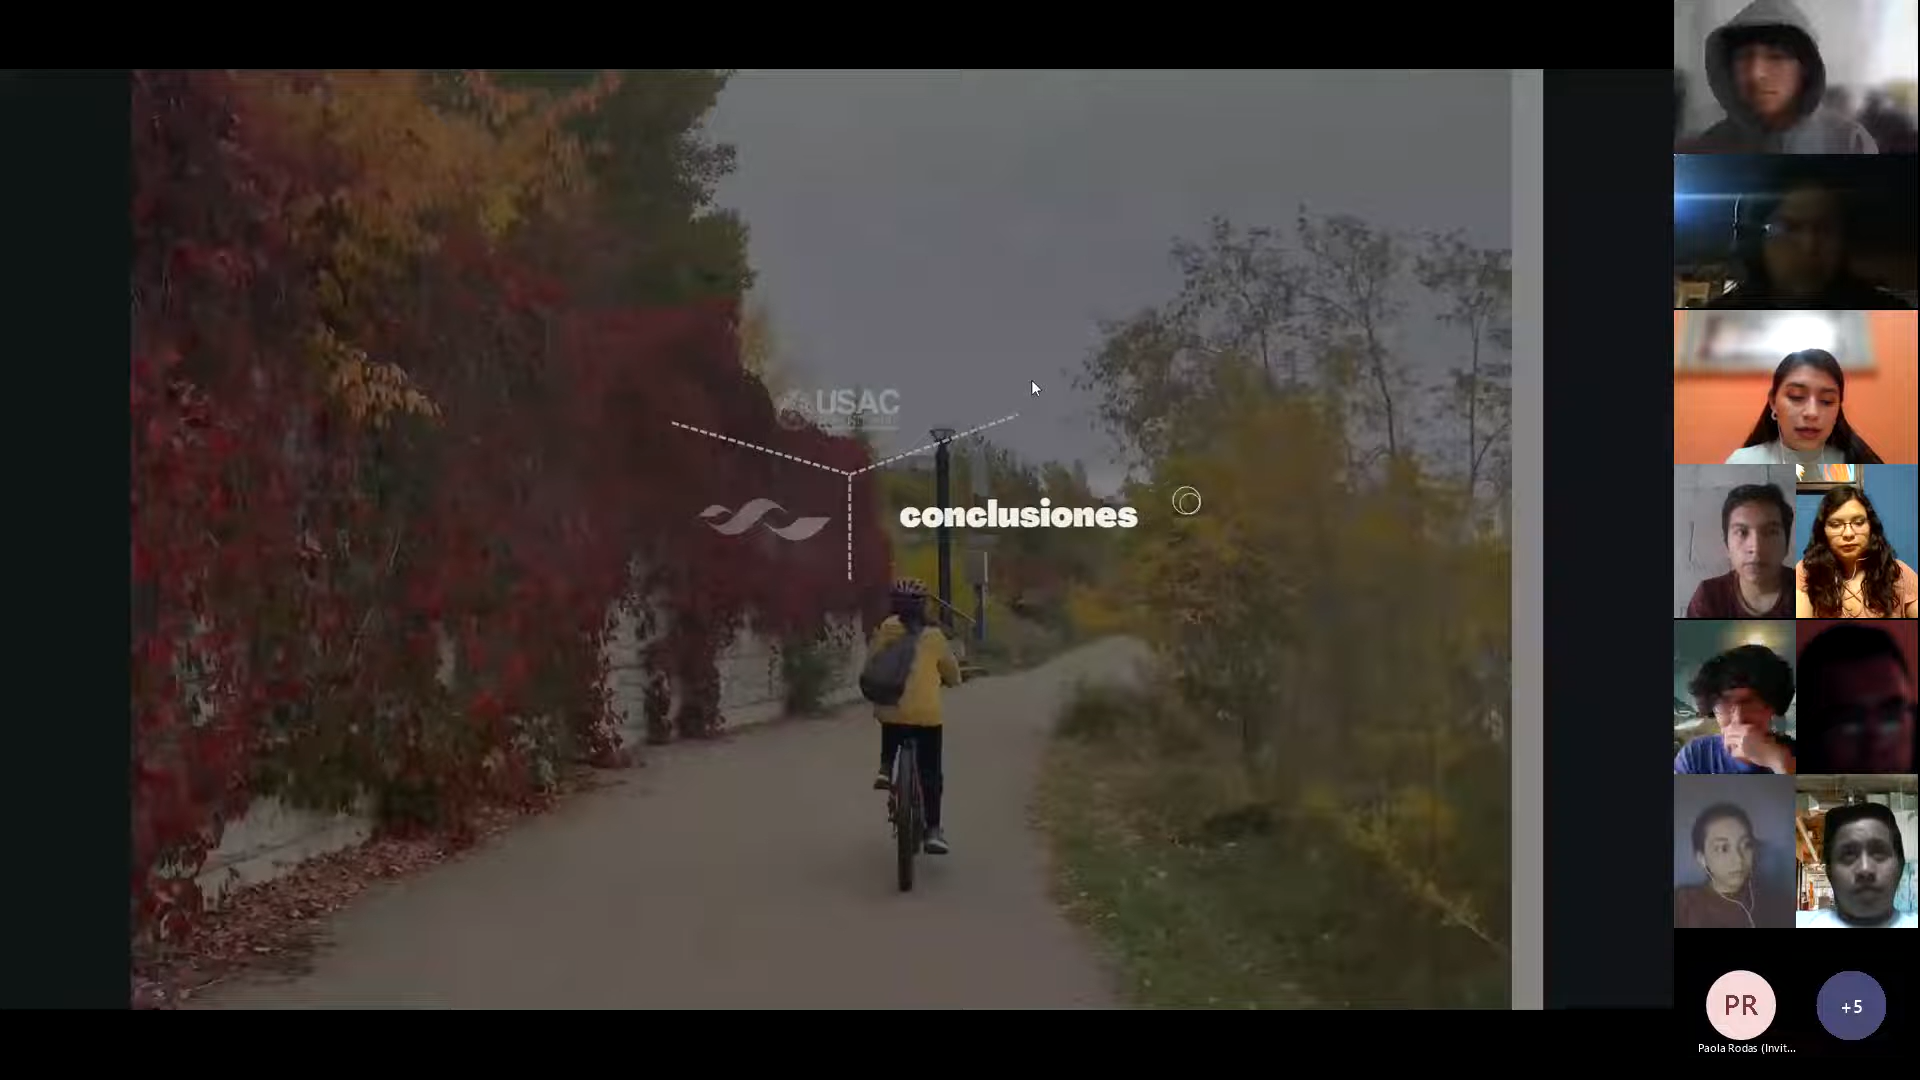 USAC
conclusiones
PR
+5
Paola Rodas (Invit...